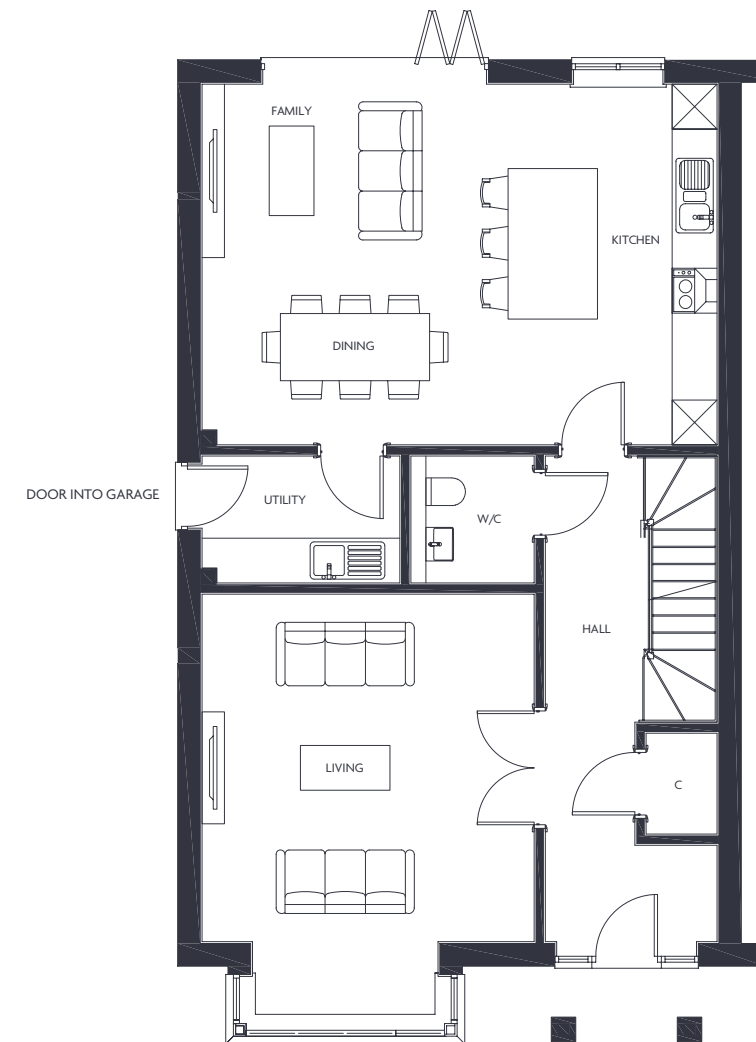 FAMILY
KITCHEN
DINING
DOOR INTO GARAGE
UTILITY
W/C
HALL
LIVING
C